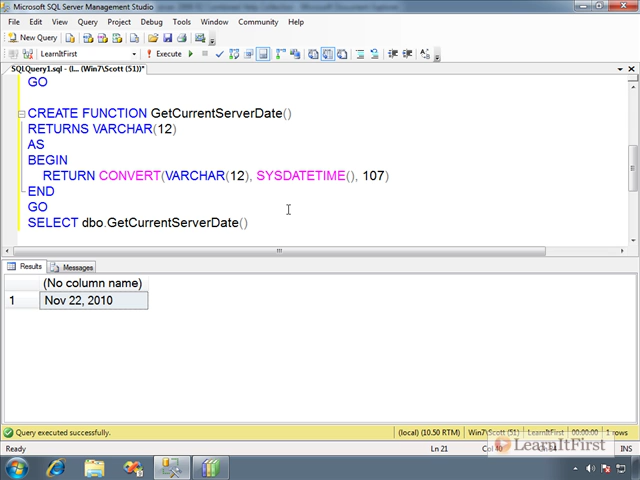 Microsoft SQL Server Management Studio
File Edit View Query Project Debug Tools Window Community Help
New Query
LearnItFirst Execute
SQLQuery1.sql - (l... (Win7\Scott (51))*
GO
CREATE FUNCTION GetCurrentServerDate()
RETURNS VARCHAR(12)
AS
BEGIN
RETURN CONVERT(VARCHAR(12), SYSDATETIME(), 107)
END
GO
SELECT dbo.GetCurrentServerDate()
Results Messages
(No column name)
1 Nov 22, 2010
Query executed successfully. (local) (10.50 RTM) Win7\Scott (51) LearnItFirst 00:00:00 1 rows
Ready Ln 21 Col 40 INS
LearnItFirst